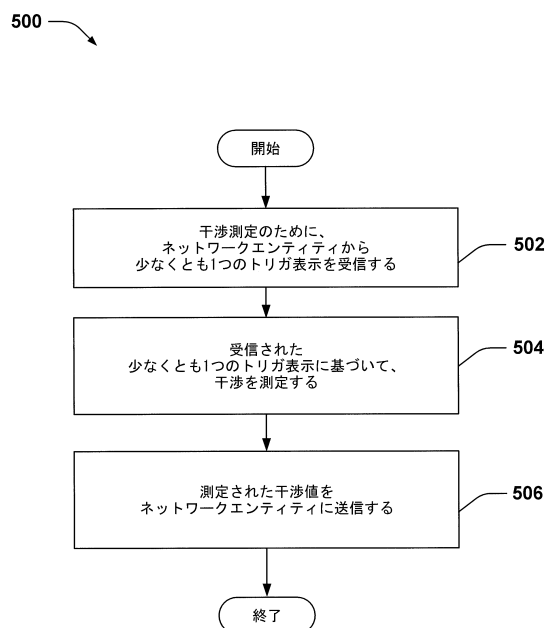 500
開始
干渉測定のために、
ネットワークエンティティから
少なくとも1つのトリガ表示を受信する
502
受信された
少なくとも1つのトリガ表示に基づいて、
干渉を測定する
504
測定された干渉値を
ネットワークエンティティに送信する
506
終了